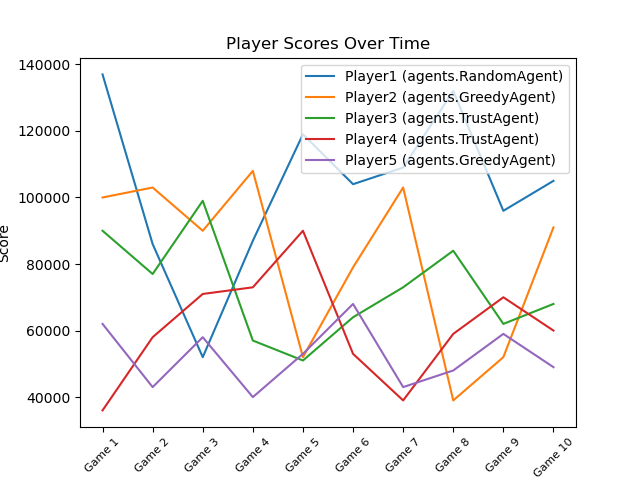 Player Scores Over Time
140000
120000
100000
80000
60000
40000
Score
Player1 (agents.RandomAgent)
Player2 (agents.GreedyAgent)
Player3 (agents.TrustAgent)
Player4 (agents.TrustAgent)
Player5 (agents.GreedyAgent)
Game 1
Game 2
Game 3
Game 4
Game 5
Game 6
Game 7
Game 8
Game 9
Game 10